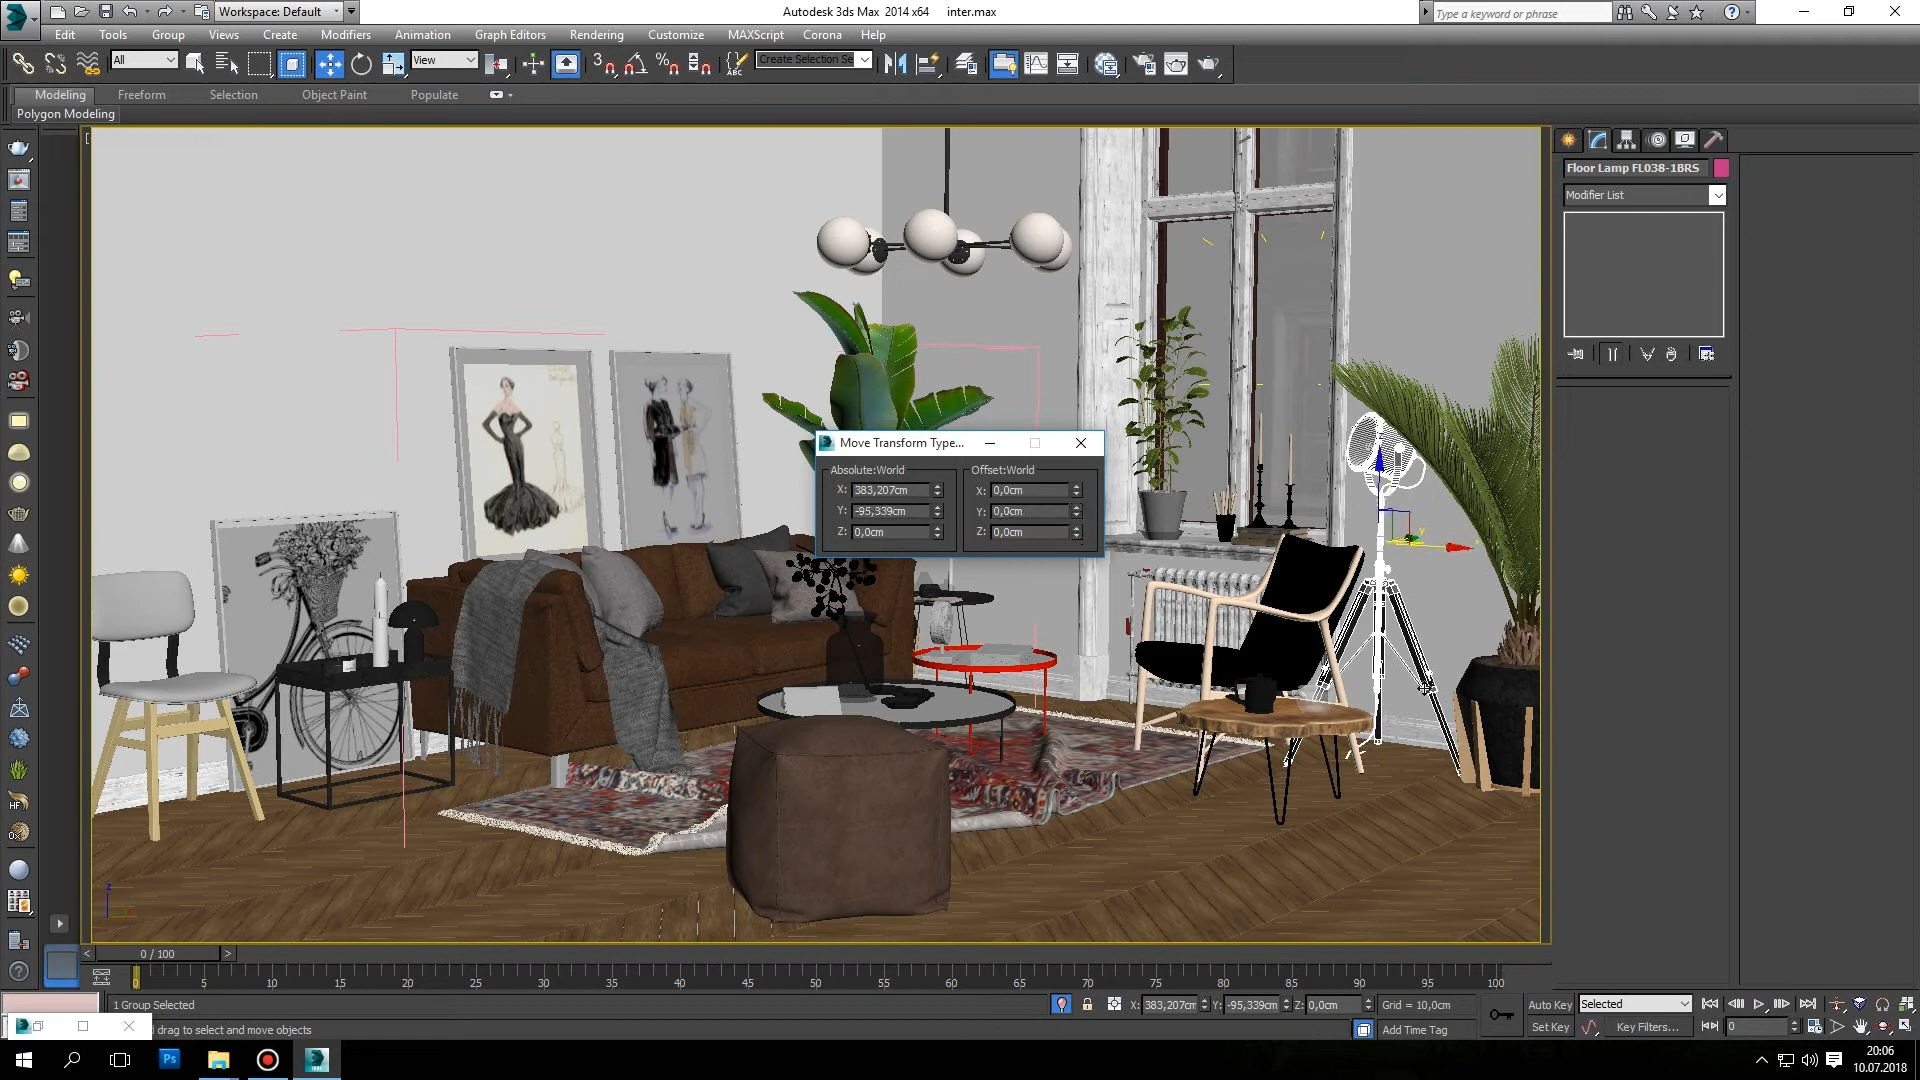 Workspace: Default
Autodesk 3ds Max  2014 x64    inter.max
Type a keyword or phrase
Edit Tools Group Views Create Modifiers Animation Graph Editors Rendering Customize MAXScript Corona Help
All
View
3
Create Selection Se
Modeling Freeform Selection Object Paint Populate
Polygon Modeling
Floor Lamp FL038-1BRS
Modifier List
Move Transform Type...
Absolute:World
X: 383,207cm
Y: -95,339cm
Z: 0,0cm
Offset:World
X: 0,0cm
Y: 0,0cm
Z: 0,0cm
HF
0 / 100
0 5 10 15 20 25 30 35 40 45 50 55 60 65 70 75 80 85 90 95 100
1 Group Selected
X: 383,207cm Y: -95,339cm Z: 0,0cm
Grid = 10,0cm
Auto Key
Selected
d drag to select and move objects
Add Time Tag
Set Key
Key Filters...
0
Ps
20:06
10.07.2018